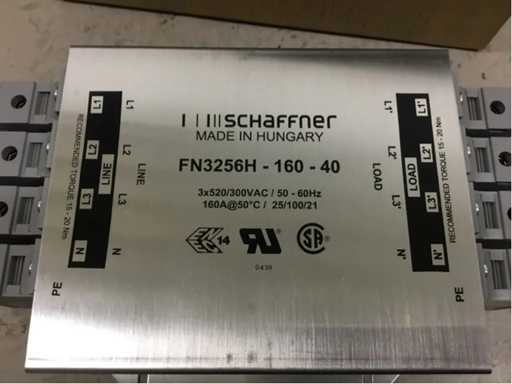 SCHAFFNER
MADE IN HUNGARY
FN3256H - 160 - 40
3x520/300VAC / 50 - 60Hz
160A@50°C / 25/100/21
14
0439
L1
L2
L3
N
LINE
L1
L2
L3
N
LINE
RECOMMENDED TORQUE 15 - 20 Nm
PE
L1'
L2'
L3'
N'
LOAD
L1'
L2'
L3'
N'
LOAD
RECOMMENDED TORQUE 15 - 20 Nm
PE